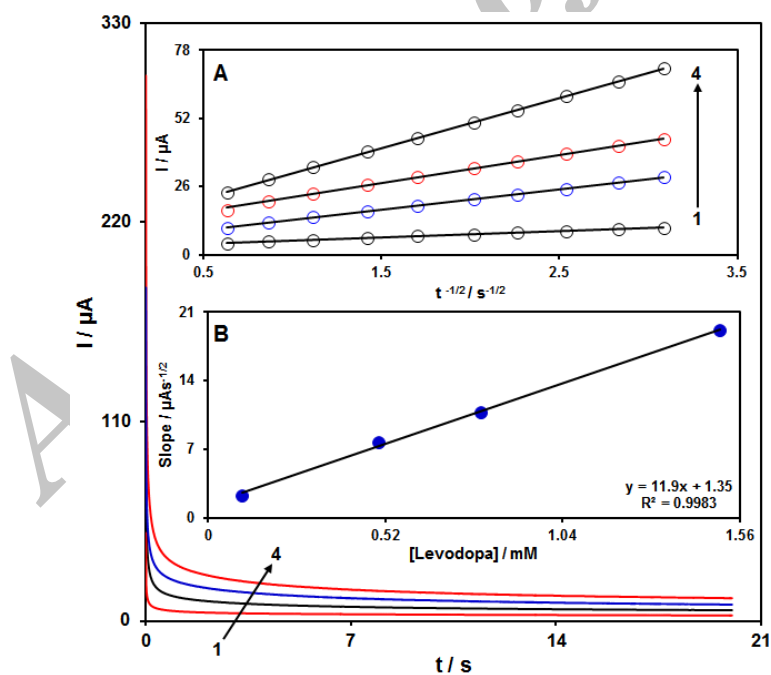 330
220
110
0
I / µA
0
7
14
21
t / s
1
4
A
78
52
26
0
I / µA
0.5
1.5
2.5
3.5
t -1/2 / s-1/2
4
1
B
21
14
7
0
Slope / µAs-1/2
0
0.52
1.04
1.56
[Levodopa] / mM
y = 11.9x + 1.35
R² = 0.9983